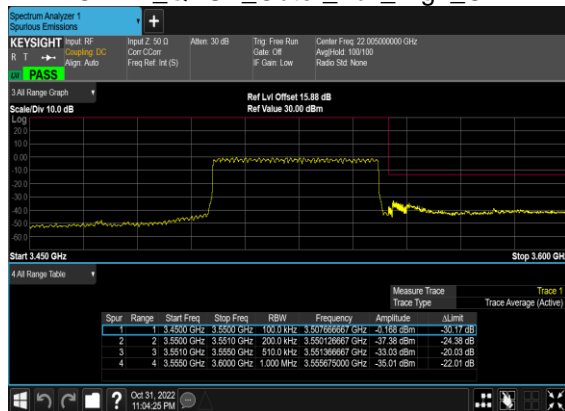 Spectrum Analyzer 1
Spurious Emissions
+
KEYSIGHT Input: RF Input Z: 50 Ω Atten: 30 dB Trig: Free Run Center Freq: 22.005000000 GHz
R T Coupling: DC Corr CCorr Gate: Off Avg|Hold: 100/100
Align: Auto Freq Ref: Int (S) IF Gain: Low Radio Std: None
LW PASS
3 All Range Graph
Ref Lvl Offset 15.88 dB
Scale/Div 10.0 dB Ref Value 30.00 dBm
Log
20.0
10.0
0.00
-10.0
-20.0
-30.0
-40.0
-50.0
-60.0
Start 3.450 GHz Stop 3.600 GH
4 All Range Table
Measure Trace Trace 1
Trace Type Trace Average (Active)
Spur Range Start Freq Stop Freq RBW Frequency Amplitude ΔLimit
1 1 3.4500 GHz 3.5500 GHz 100.0 kHz 3.507666667 GHz -0.168 dBm -30.17 dB
2 2 3.5500 GHz 3.5510 GHz 200.0 kHz 3.550126667 GHz -37.38 dBm -24.38 dB
3 3 3.5510 GHz 3.5550 GHz 510.0 kHz 3.551366667 GHz -33.03 dBm -20.03 dB
4 4 3.5550 GHz 3.6000 GHz 1.000 MHz 3.555675000 GHz -35.01 dBm -22.01 dB
? Oct 31, 2022
11:04:25 PM